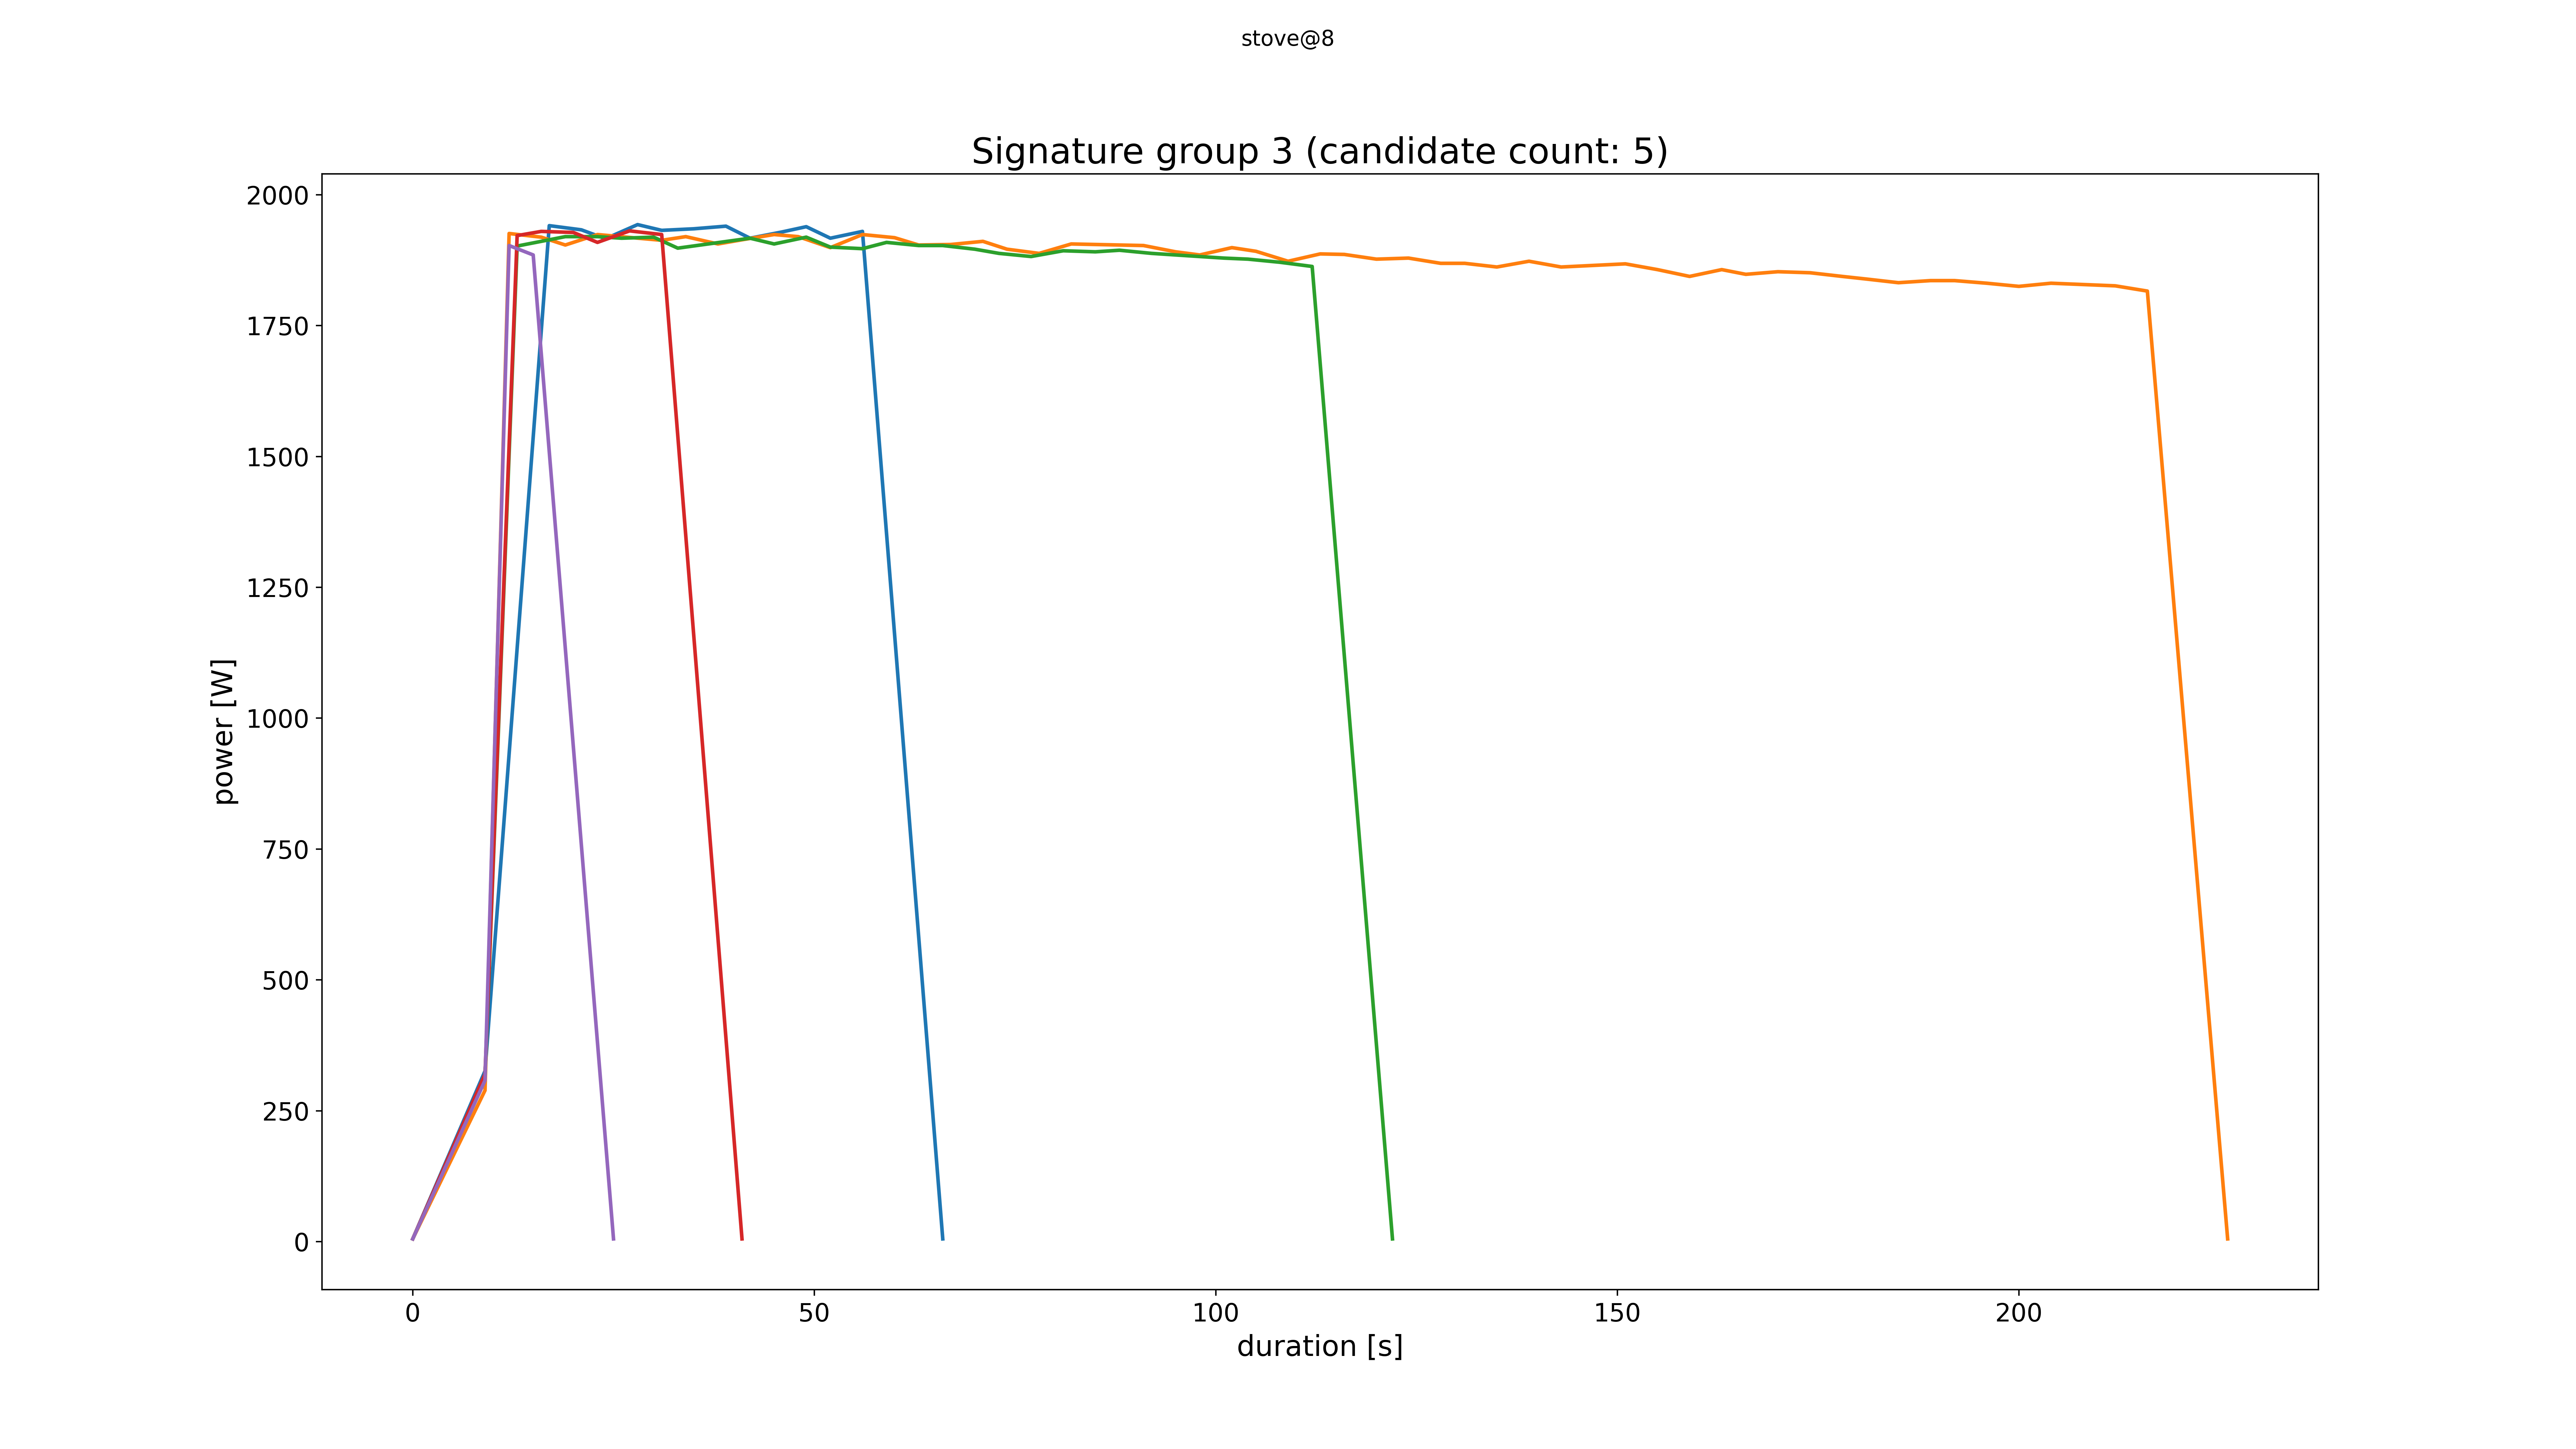 stove@8
Signature group 3 (candidate count: 5)
2000
1750
1500
1250
1000
750
500
250
0
power [W]
0 50 100 150 200
duration [s]